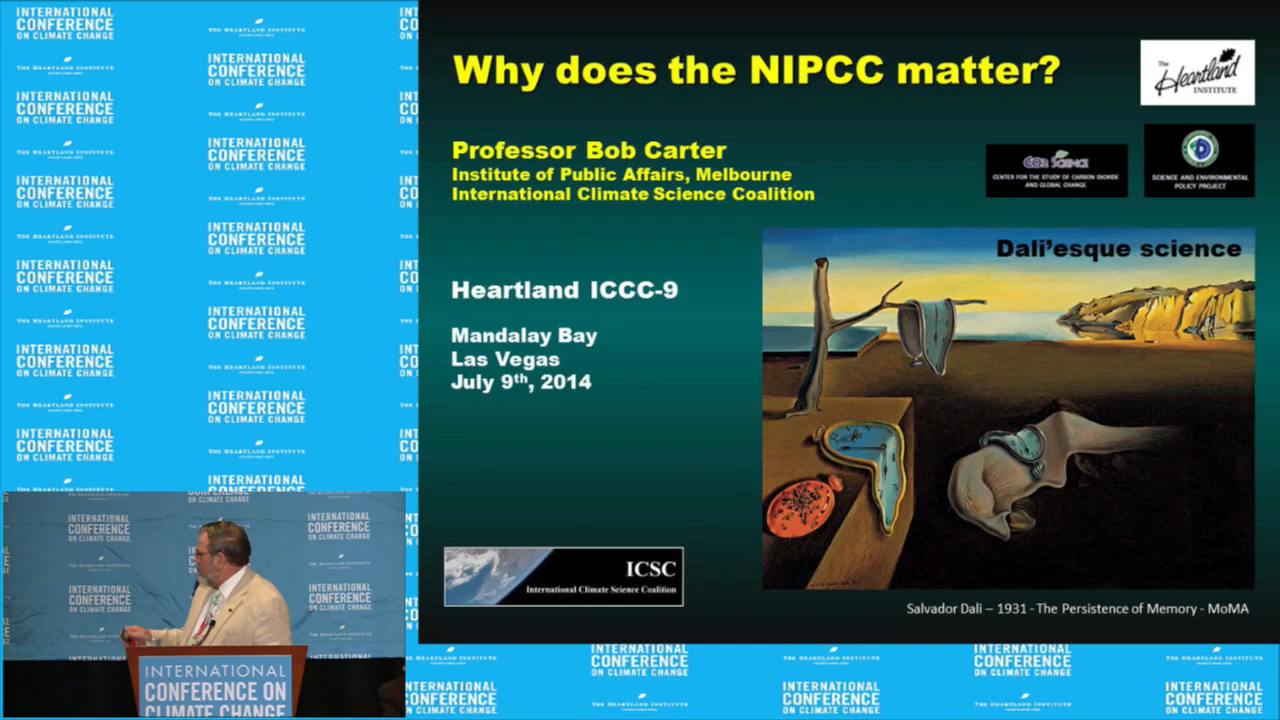 Why does the NIPCC matter?
The Heartland
INSTITUTE
Professor Bob Carter
Institute of Public Affairs, Melbourne
International Climate Science Coalition
CO2 SCIENCE
CENTER FOR THE STUDY OF CARBON DIOXIDE
AND GLOBAL CHANGE
SCIENCE AND ENVIRONMENTAL
POLICY PROJECT
Dali'esque science
Heartland ICCC-9
Mandalay Bay
Las Vegas
July 9th, 2014
ICSC
International Climate Science Coalition
Salvador Dali – 1931 - The Persistence of Memory - MoMA
INTERNATIONAL
CONFERENCE
ON CLIMATE CHANGE
THE HEARTLAND INSTITUTE
INTERNATIONAL
CONFERENCE ON
CLIMATE CHANGE